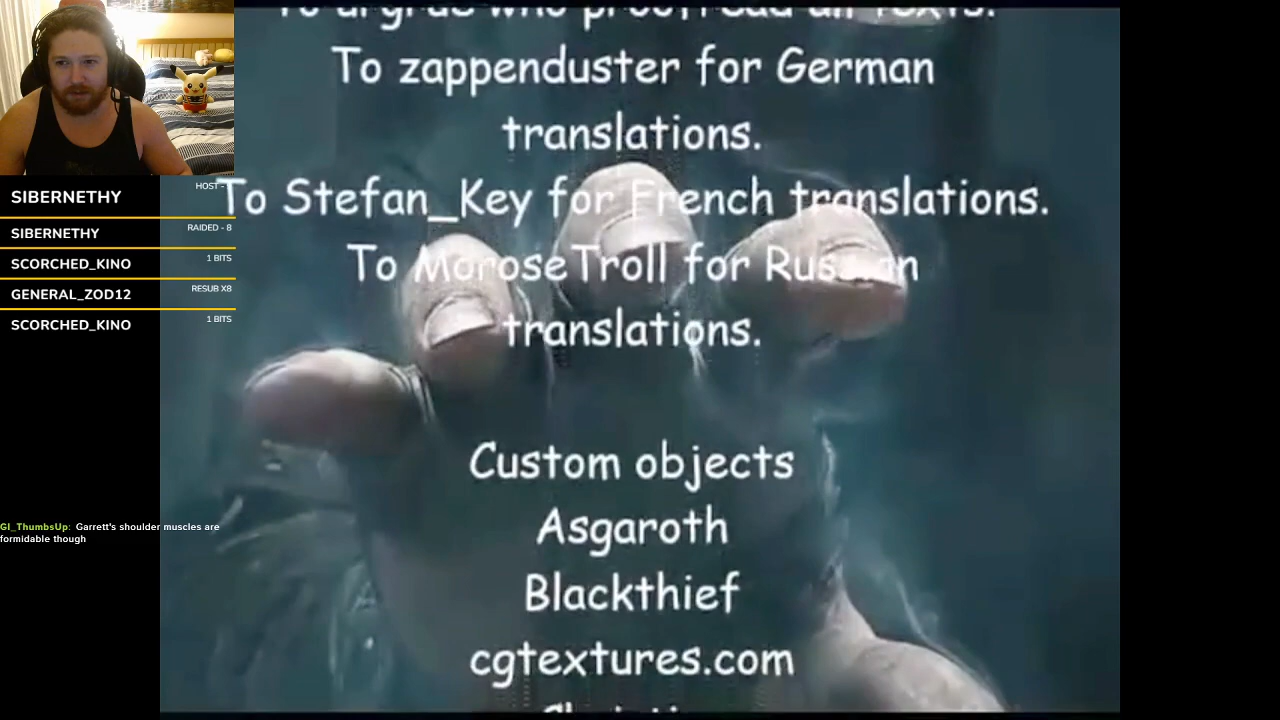 To zappenduster for German
translations.
To Stefan_Key for French translations.
To MoroseTroll for Russian
translations.
Custom objects
Asgaroth
Blackthief
cgtextures.com
SIBERNETHY HOST -
SIBERNETHY RAIDED - 8
SCORCHED_KINO 1 BITS
GENERAL_ZOD12 RESUB X8
SCORCHED_KINO 1 BITS
GI_ThumbsUp: Garrett's shoulder muscles are
formidable though